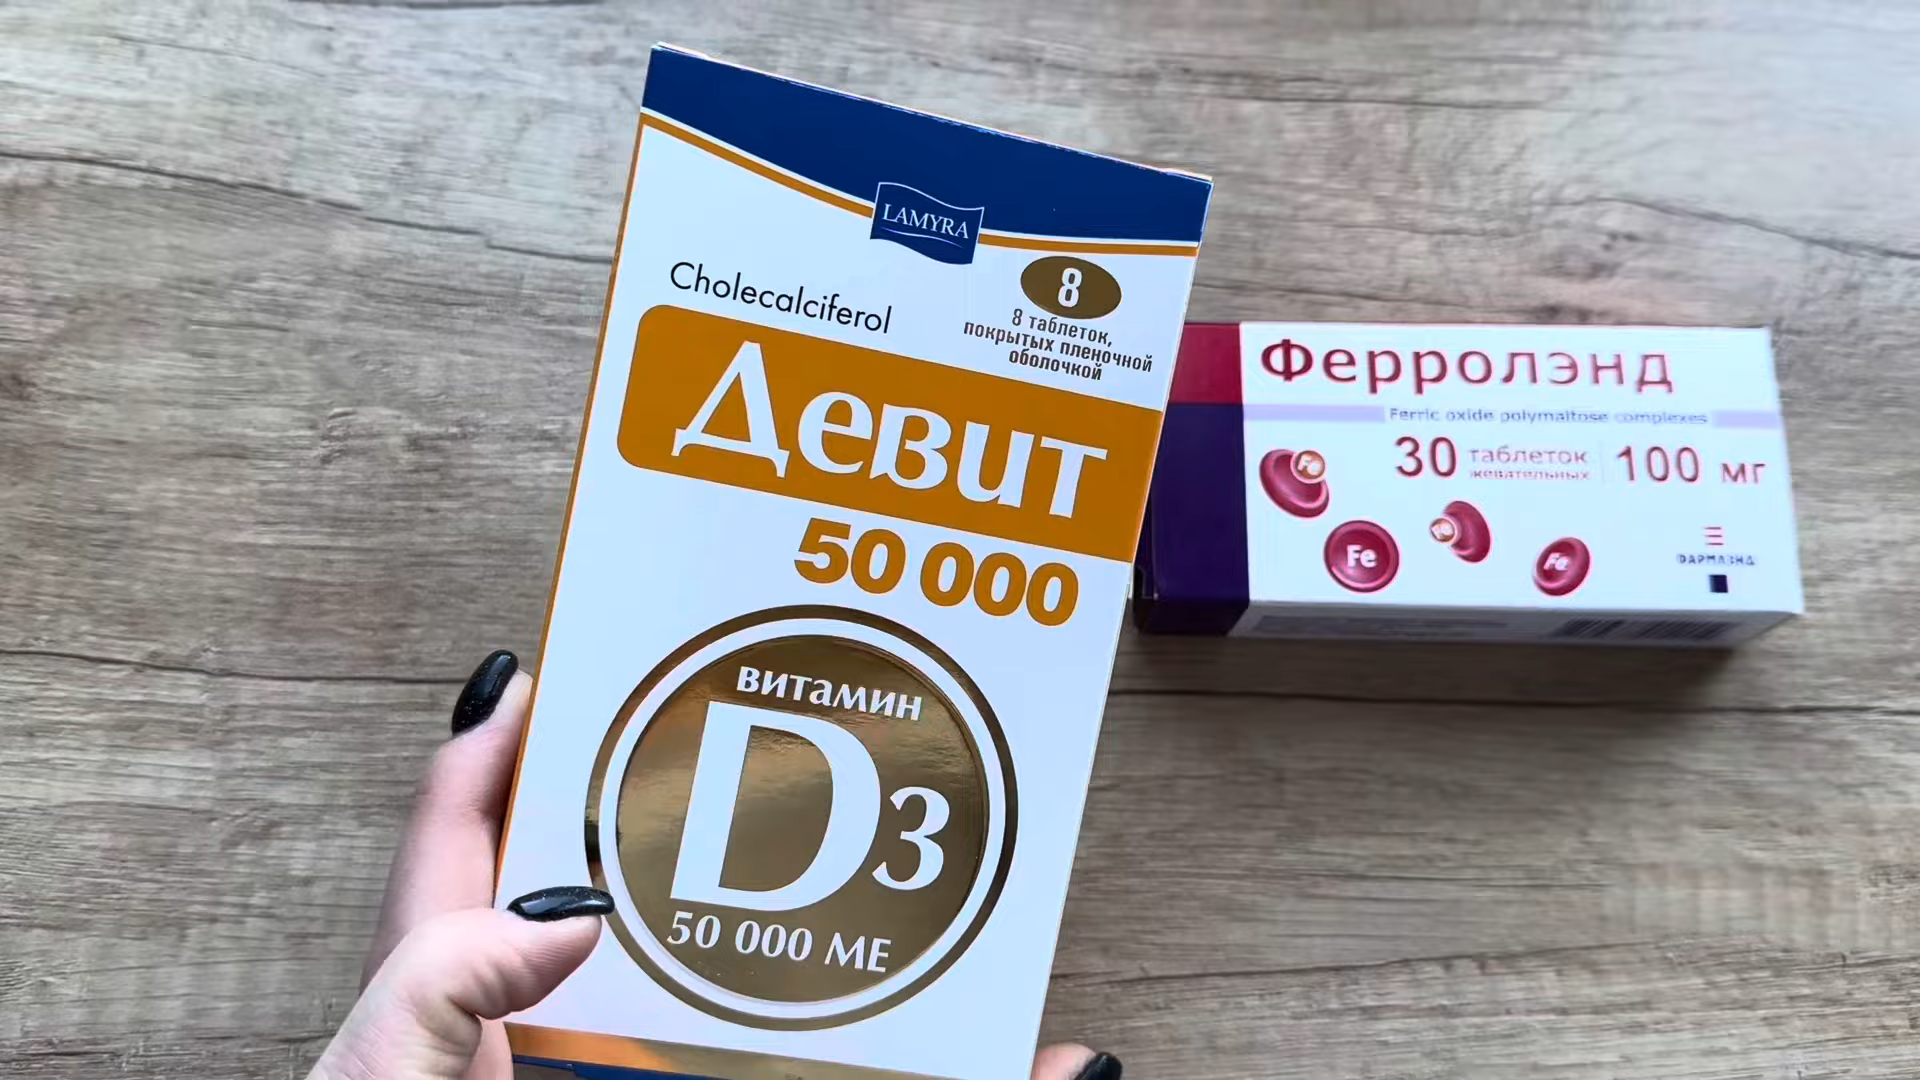 LAMYRA
Cholecalciferol
8
8 таблеток,
покрытых пленочной
оболочкой
Девит
50 000
витамин
D3
50 000 МЕ
Ферролэнд
Ferric oxide polymaltose complexes
30 таблеток жевательных 100 мг
Fe
Fe
Fe
Fe
ФАРМЛЭНД